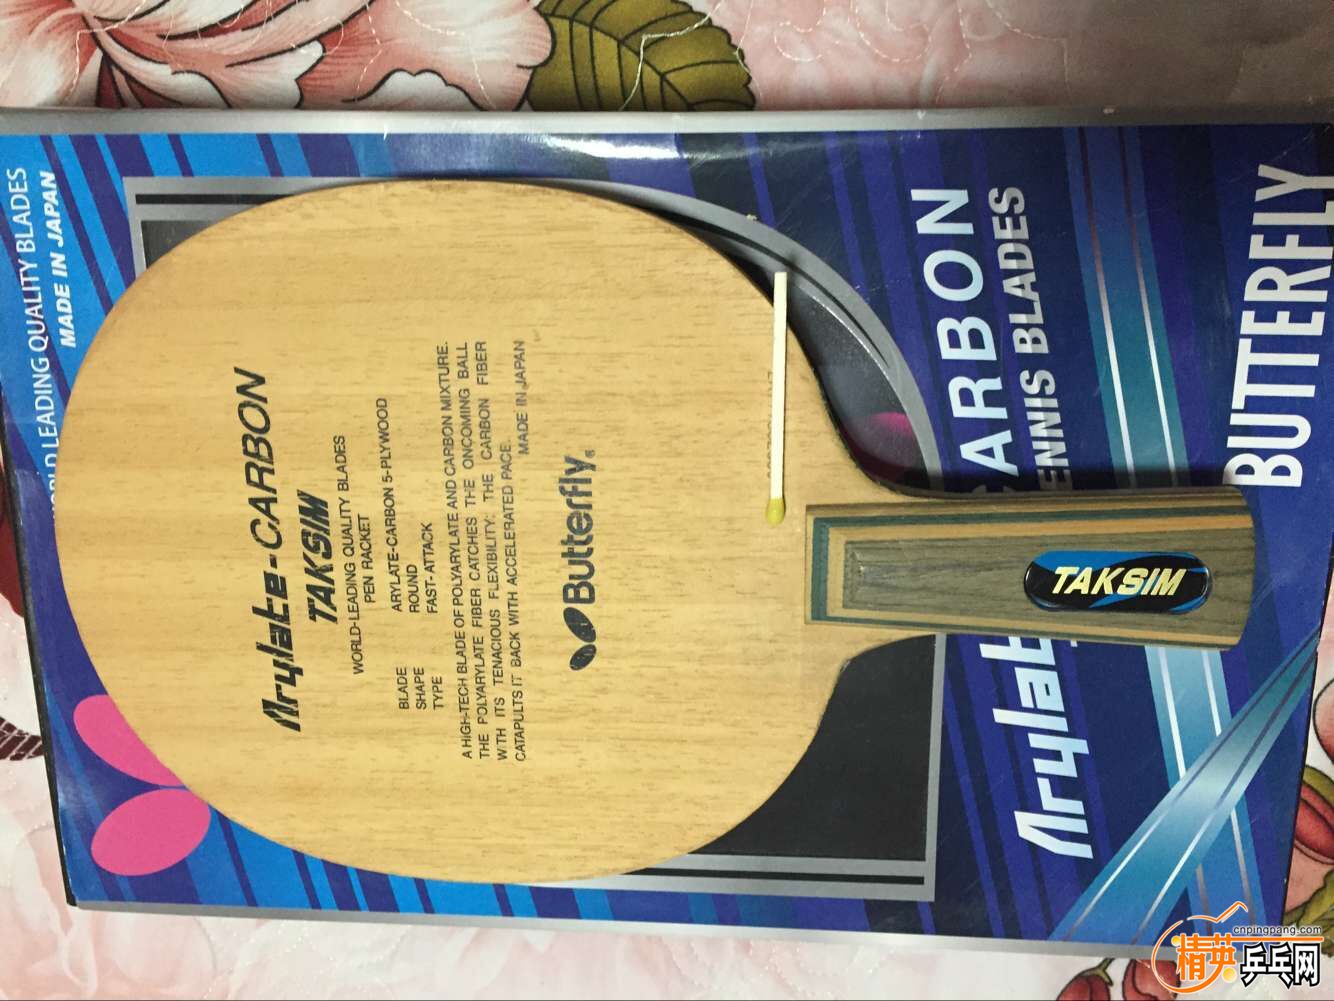 Arylate-CARBON
TAKSIM
WORLD-LEADING QUALITY BLADES
PEN RACKET
BLADE ARYLATE-CARBON 5-PLYWOOD
SHAPE ROUND
TYPE FAST-ATTACK
A HIGH-TECH BLADE OF POLYARYLATE AND CARBON MIXTURE.
THE POLYARYLATE FIBER CATCHES THE ONCOMING BALL
WITH ITS TENACIOUS FLEXIBILITY: THE CARBON FIBER
CATAPULTS IT BACK WITH ACCELERATED PACE.
MADE IN JAPAN
Butterfly®
TAKSIM
WORLD LEADING QUALITY BLADES
MADE IN JAPAN
Arylat CARBON
ENNIS BLADES
BUTTERFLY
cnpingpang.com
精英乒乓网